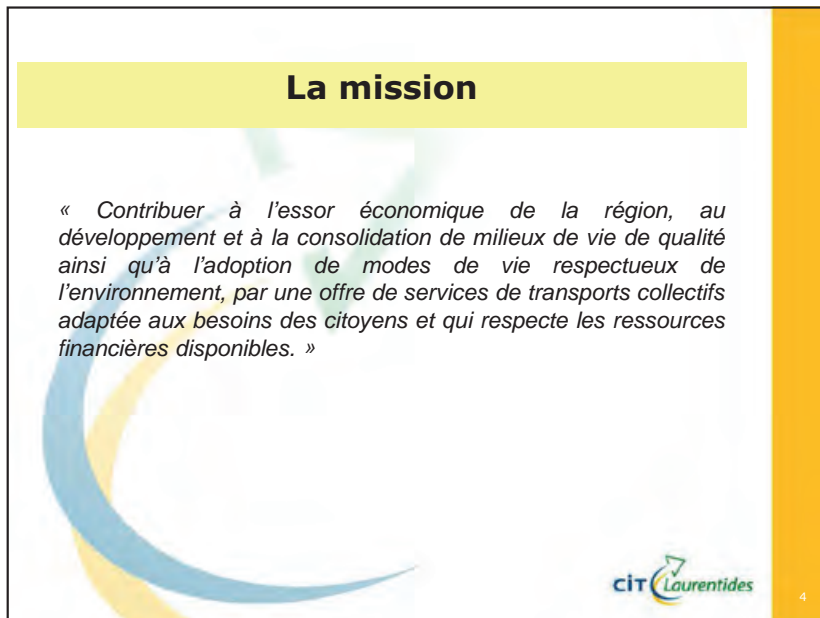 La mission
« Contribuer à l’essor économique de la région, au
développement et à la consolidation de milieux de vie de qualité
ainsi qu’à l’adoption de modes de vie respectueux de
l’environnement, par une offre de services de transports collectifs
adaptée aux besoins des citoyens et qui respecte les ressources
financières disponibles. »
CIT Laurentides
4